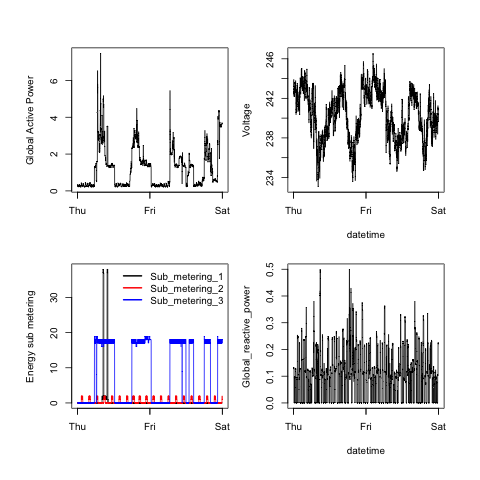 Global Active Power
0 2 4 6
Thu Fri Sat
Voltage
234 238 242 246
Thu Fri Sat
datetime
Energy sub metering
0 10 20 30
Sub_metering_1
Sub_metering_2
Sub_metering_3
Thu Fri Sat
Global_reactive_power
0.0 0.1 0.2 0.3 0.4 0.5
Thu Fri Sat
datetime